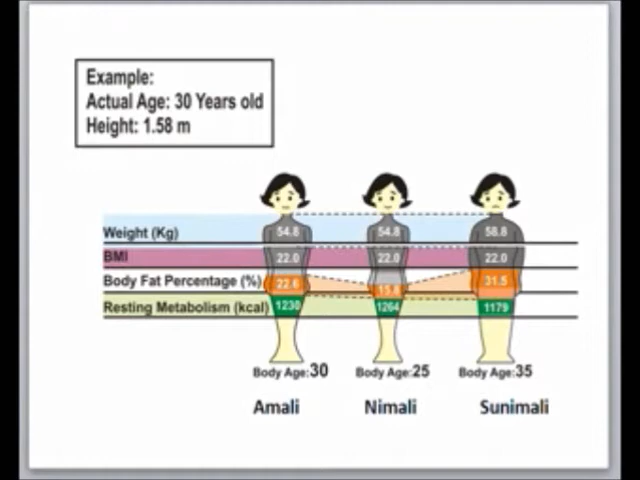 Example:
Actual Age: 30 Years old
Height: 1.58 m
Weight (Kg) 54.8 54.8 58.8
BMI 22.0 22.0 22.0
Body Fat Percentage (%) 22.6 15.8 31.5
Resting Metabolism (kcal) 1230 1264 1179
Body Age:30 Body Age:25 Body Age:35
Amali Nimali Sunimali